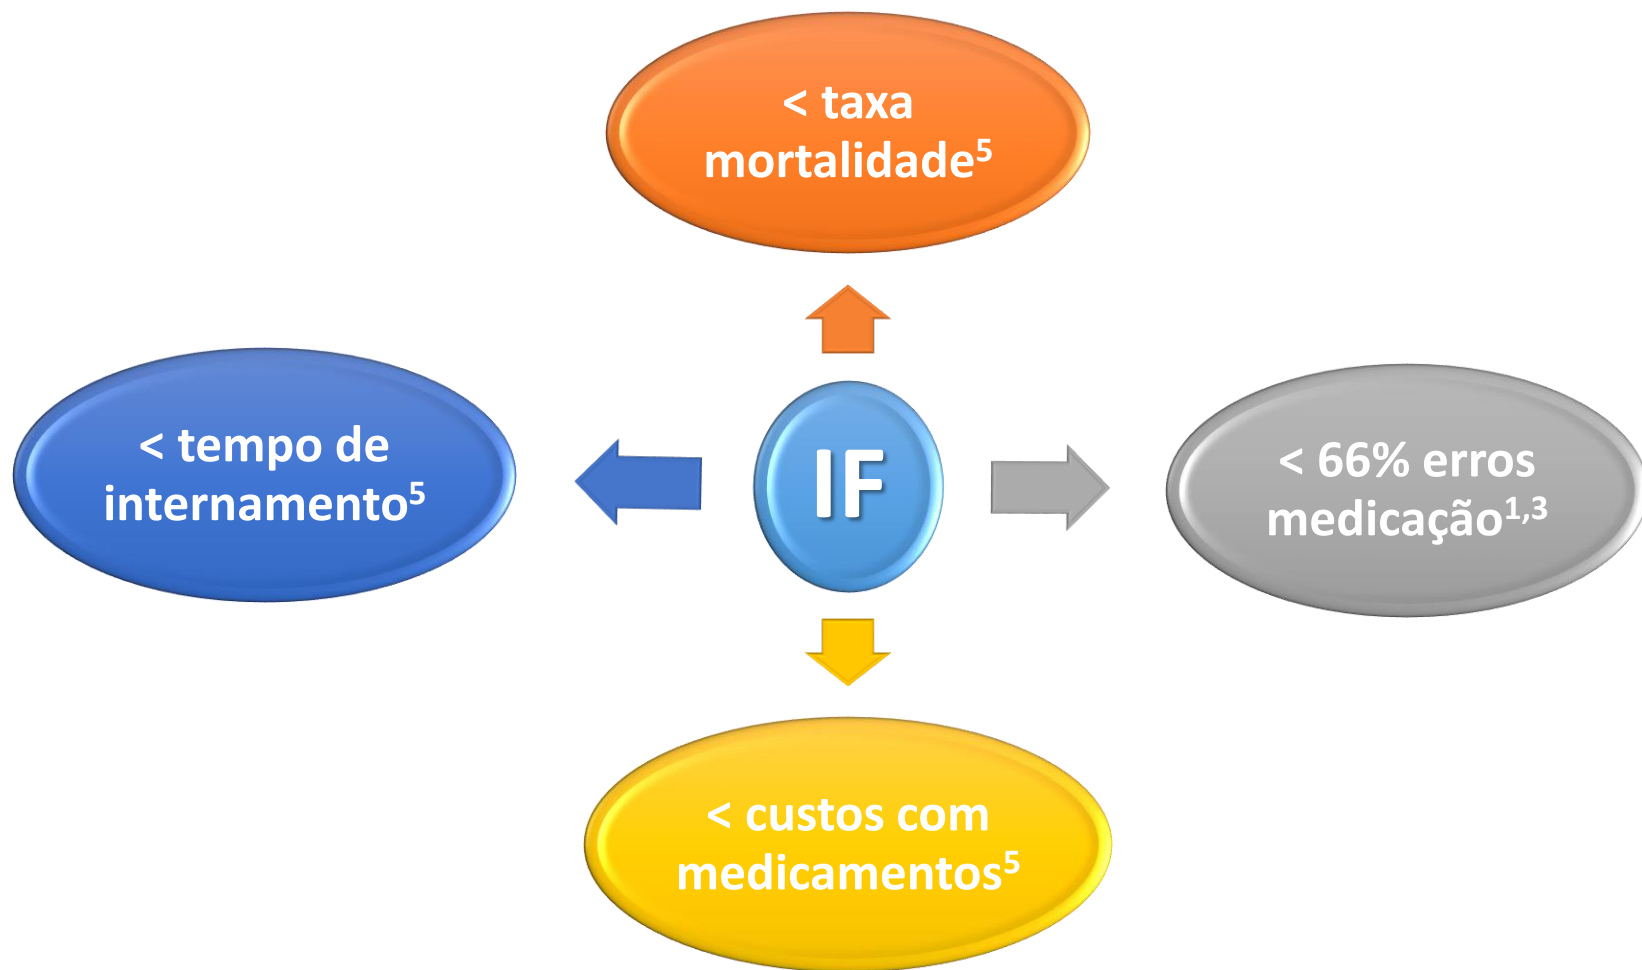 < taxa
mortalidade⁵
< tempo de
internamento⁵
IF
< 66% erros
medicação¹,³
< custos com
medicamentos⁵